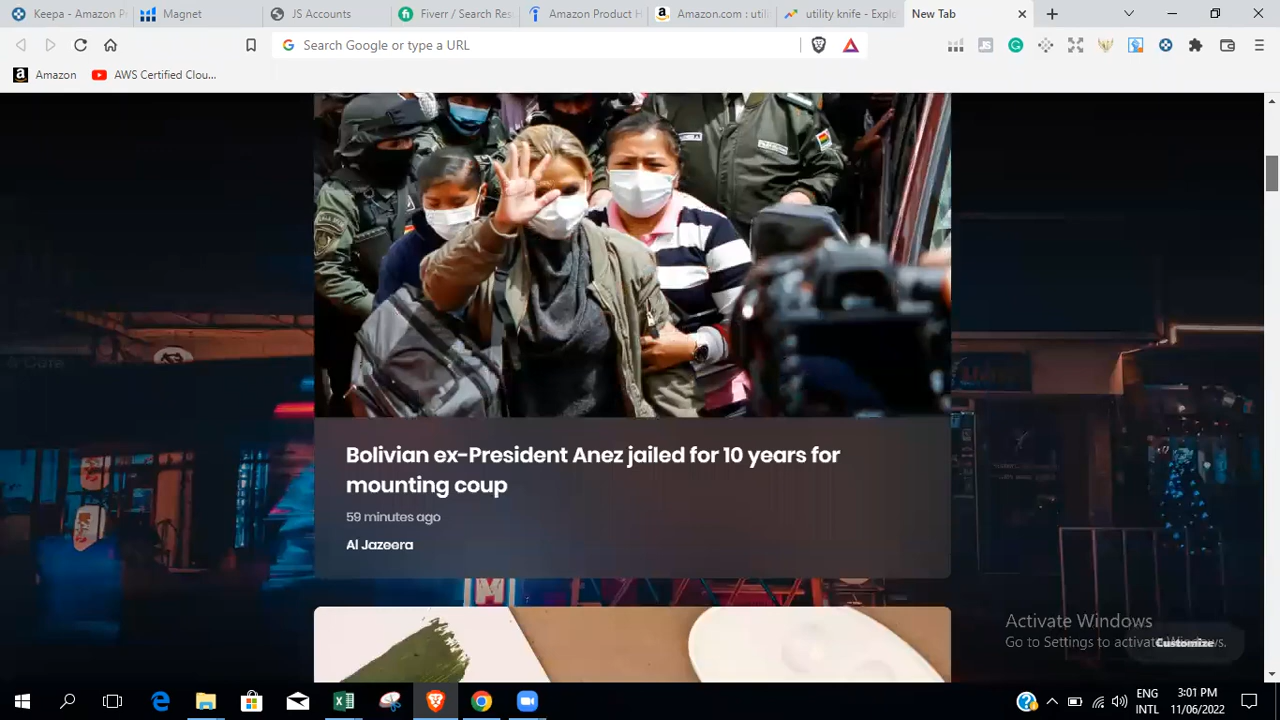 Keepa - Amazon P
Magnet
JS Accounts
Fiverr / Search Res
Amazon Product H
Amazon.com : utili
utility knife - Explo
New Tab
Search Google or type a URL
Amazon
AWS Certified Clou...
Bolivian ex-President Anez jailed for 10 years for
mounting coup
59 minutes ago
Al Jazeera
Activate Windows
Go to Settings to activate Windows.
Customize
ENG
INTL
3:01 PM
11/06/2022